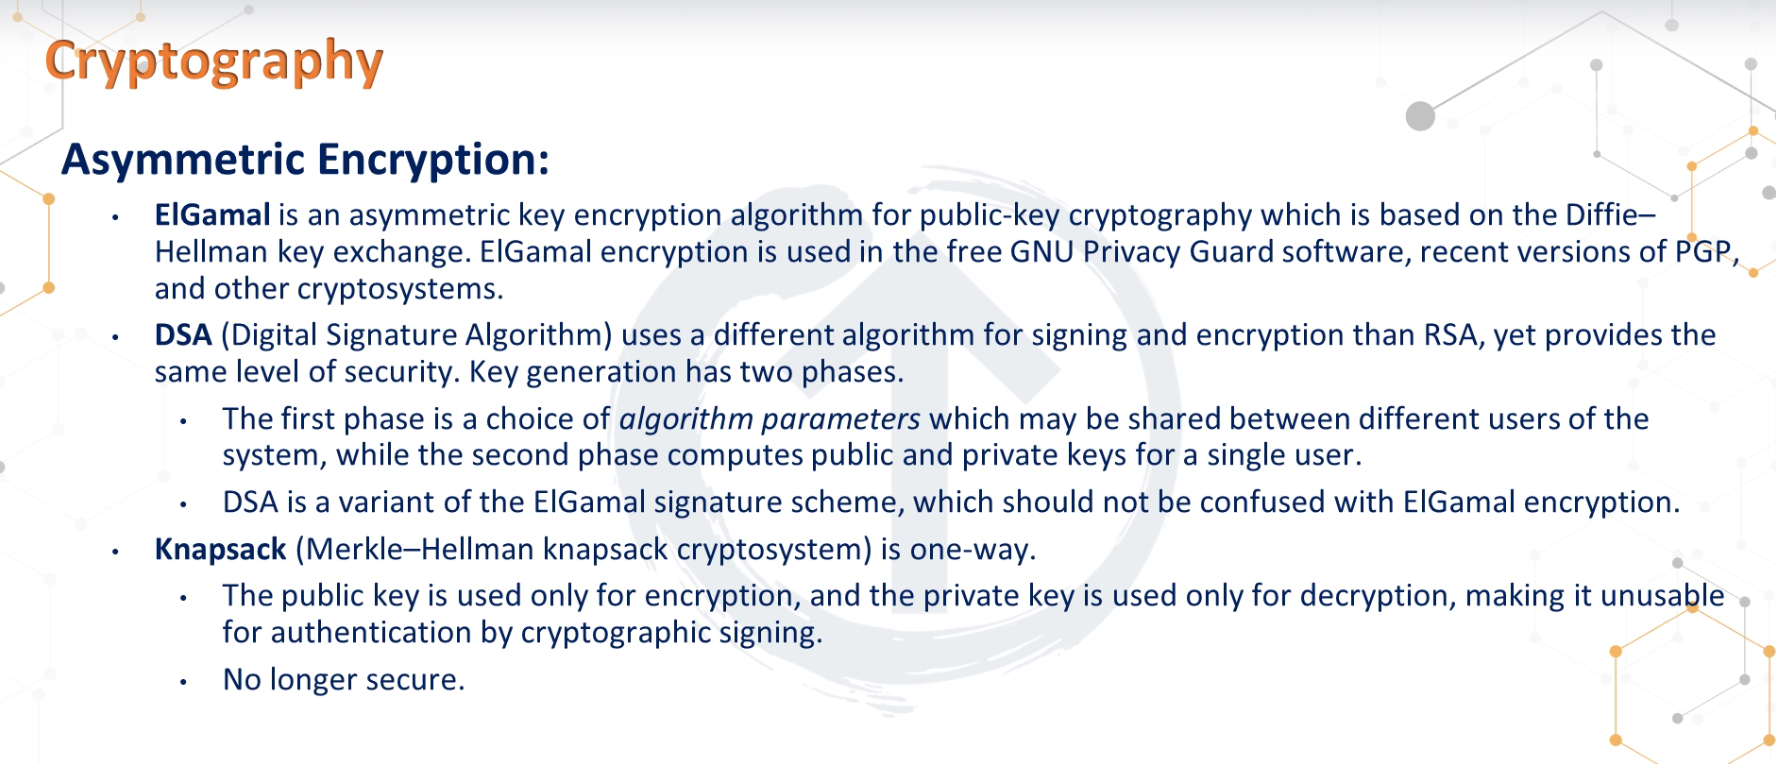 Cryptography
Asymmetric Encryption:
• ElGamal is an asymmetric key encryption algorithm for public-key cryptography which is based on the Diffie–
Hellman key exchange. ElGamal encryption is used in the free GNU Privacy Guard software, recent versions of PGP,
and other cryptosystems.
• DSA (Digital Signature Algorithm) uses a different algorithm for signing and encryption than RSA, yet provides the
same level of security. Key generation has two phases.
• The first phase is a choice of algorithm parameters which may be shared between different users of the
system, while the second phase computes public and private keys for a single user.
• DSA is a variant of the ElGamal signature scheme, which should not be confused with ElGamal encryption.
• Knapsack (Merkle–Hellman knapsack cryptosystem) is one-way.
• The public key is used only for encryption, and the private key is used only for decryption, making it unusable
for authentication by cryptographic signing.
• No longer secure.